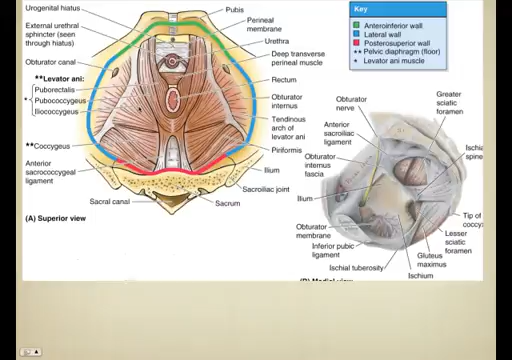 Urogenital hiatus
External urethral
sphincter (seen
through hiatus)
Obturator canal
**Levator ani:
Puborectalis
* Pubococcygeus
Iliococcygeus
**Coccygeus
Anterior
sacrococcygeal
ligament
Sacral canal
(A) Superior view
Pubis
Perineal
membrane
Urethra
Deep transverse
perineal muscle
Rectum
Obturator
internus
Tendinous
arch of
levator ani
Piriformis
Ilium
Sacroiliac joint
Sacrum
Key
Anteroinferior wall
Lateral wall
Posterosuperior wall
** Pelvic diaphragm (floor)
* Levator ani muscle
Obturator
nerve
Anterior
sacroiliac
ligament
Obturator
internus
fascia
Ilium
Obturator
membrane
Inferior pubic
ligament
Ischial tuberosity
Greater
sciatic
foramen
Ischia
spine
Tip of
coccy
Lesser
sciatic
foramen
Gluteus
maximus
Ischium